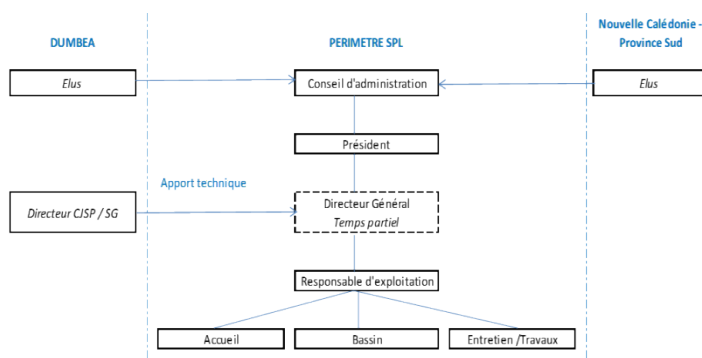 DUMBEA
PERIMETRE SPL
Nouvelle Calédonie -
Province Sud
Elus
Conseil d'administration
Elus
Président
Apport technique
Directeur CJSP / SG
Directeur Général
Temps partiel
Responsable d'exploitation
Accueil
Bassin
Entretien /Travaux